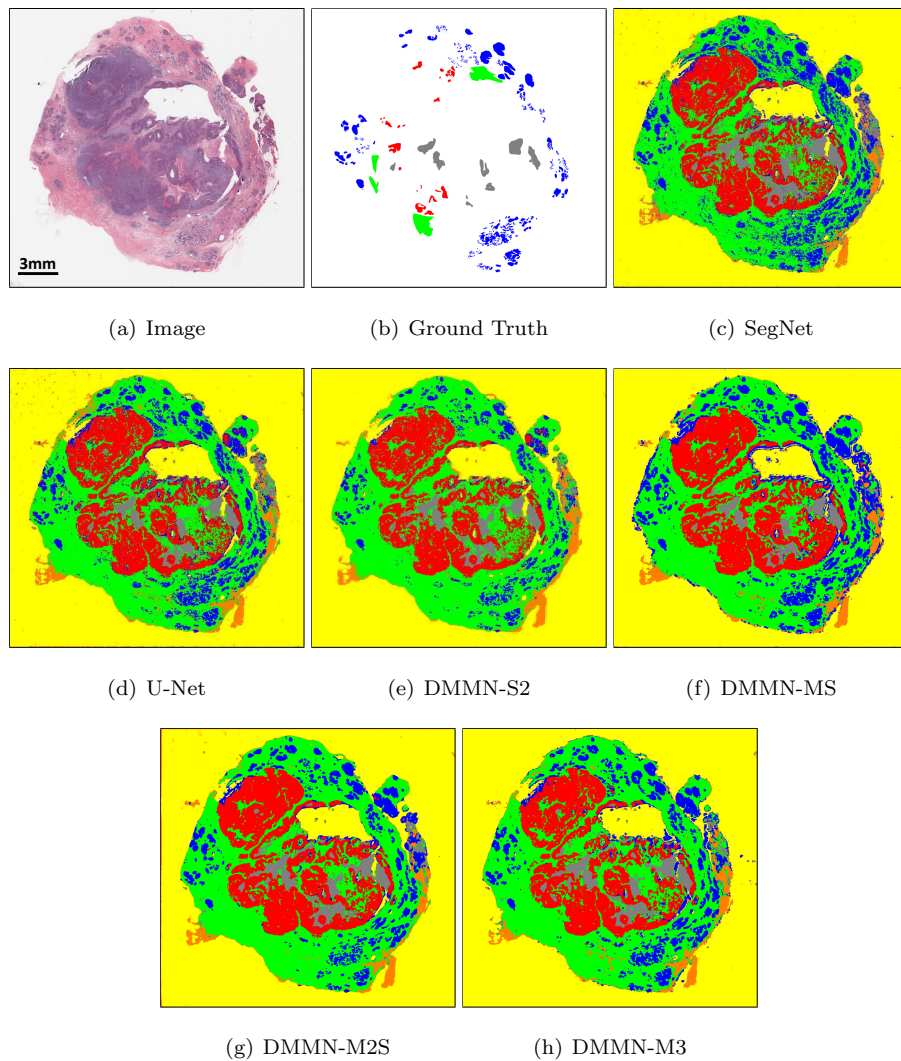 3mm
(a) Image
(b) Ground Truth
(c) SegNet
(d) U-Net
(e) DMMN-S2
(f) DMMN-MS
(g) DMMN-M2S
(h) DMMN-M3